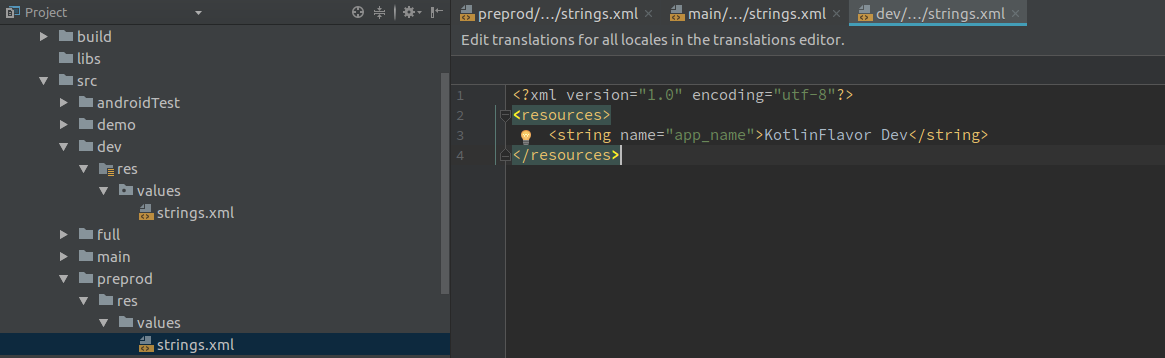 Project
build
libs
src
androidTest
demo
dev
res
values
strings.xml
full
main
preprod
res
values
strings.xml
preprod/.../strings.xml
main/.../strings.xml
dev/.../strings.xml
Edit translations for all locales in the translations editor.
1 <?xml version="1.0" encoding="utf-8"?>
2 <resources>
3 <string name="app_name">KotlinFlavor Dev</string>
4 </resources>